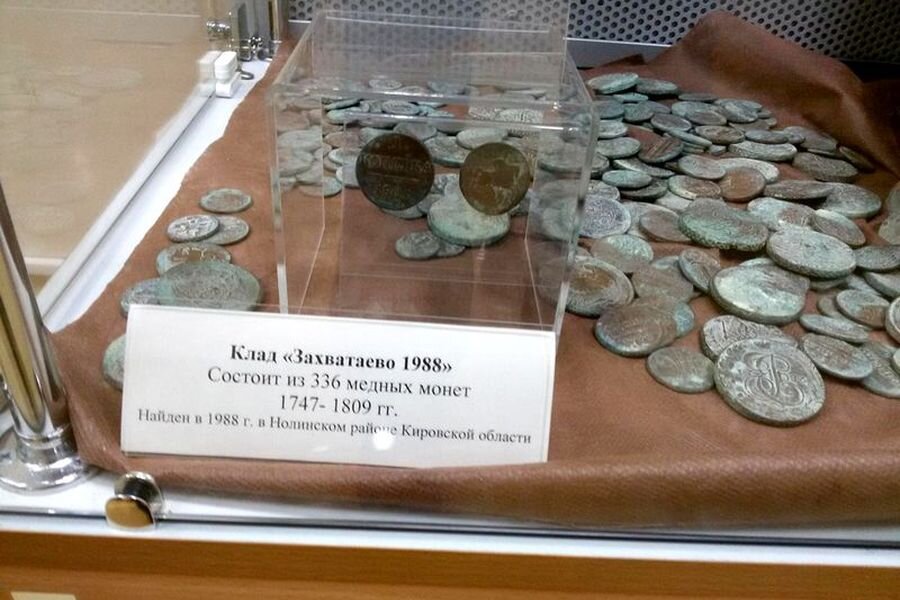 Клад «Захватаево 1988»
Состоит из 336 медных монет
1747- 1809 гг.
Найден в 1988 г. в Нолинском районе Кировской области